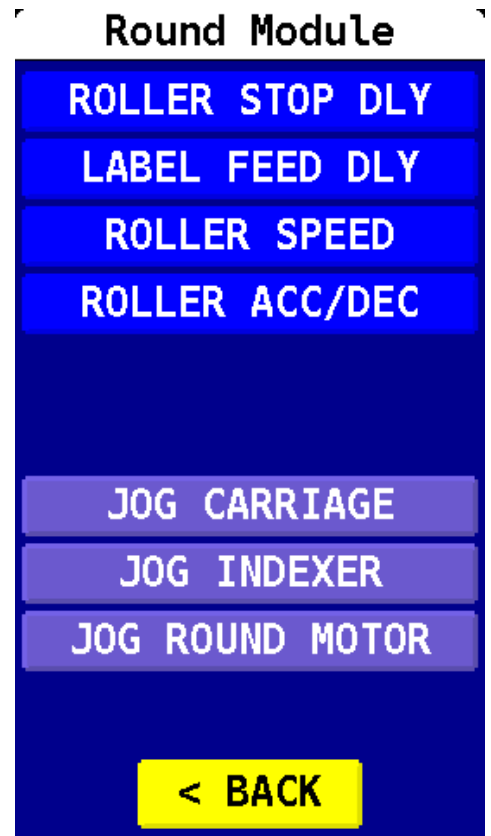 Round Module
ROLLER STOP DLY
LABEL FEED DLY
ROLLER SPEED
ROLLER ACC/DEC
JOG CARRIAGE
JOG INDEXER
JOG ROUND MOTOR
< BACK